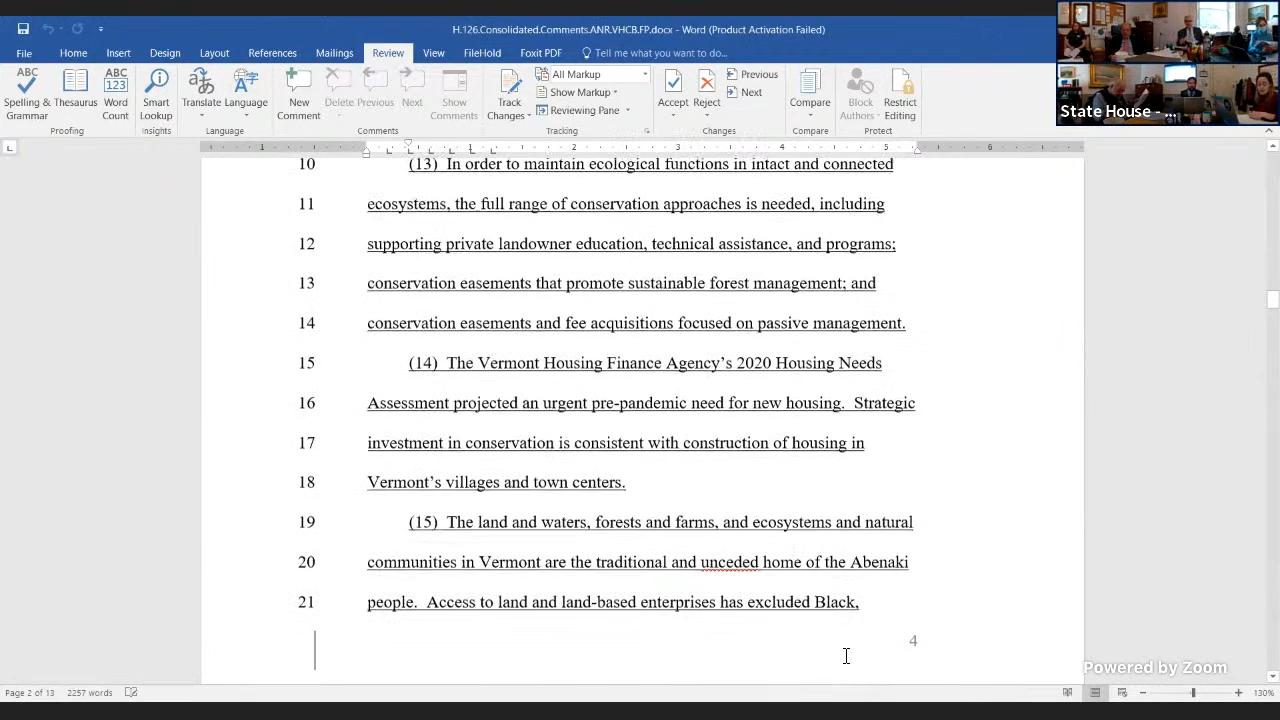 H.126.Consolidated.Comments.ANR.VHCB.FP.docx - Word (Product Activation Failed)
File Home Insert Design Layout References Mailings Review View FileHold Foxit PDF Tell me what you want to do...
Spelling & Grammar
Thesaurus
Word Count
Proofing
Smart Lookup
Insights
Translate
Language
Language
New Comment
Delete
Previous
Next
Show Comments
Comments
Track Changes
All Markup
Show Markup
Reviewing Pane
Tracking
Accept
Reject
Previous
Next
Changes
Compare
Compare
Block Authors
Restrict Editing
Protect
State House - ...
1 1 2 3 4 5 6
10 (13) In order to maintain ecological functions in intact and connected
11 ecosystems, the full range of conservation approaches is needed, including
12 supporting private landowner education, technical assistance, and programs;
13 conservation easements that promote sustainable forest management; and
14 conservation easements and fee acquisitions focused on passive management.
15 (14) The Vermont Housing Finance Agency's 2020 Housing Needs
16 Assessment projected an urgent pre-pandemic need for new housing. Strategic
17 investment in conservation is consistent with construction of housing in
18 Vermont's villages and town centers.
19 (15) The land and waters, forests and farms, and ecosystems and natural
20 communities in Vermont are the traditional and unceded home of the Abenaki
21 people. Access to land and land-based enterprises has excluded Black,
4
Powered by Zoom
Page 2 of 13 2257 words 130%